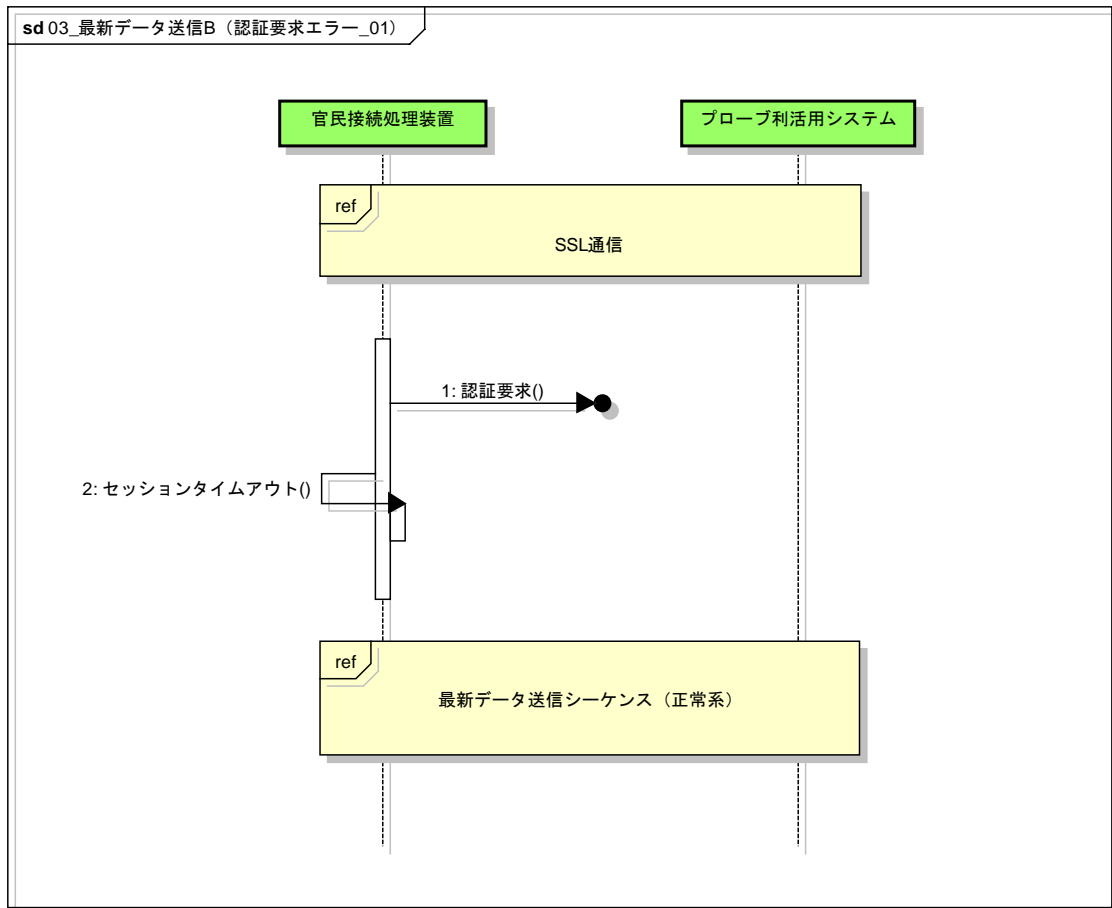 sd 03_最新データ送信B（認証要求エラー_01）
官民接続処理装置
プローブ利活用システム
ref
SSL通信
1: 認証要求()
2: セッションタイムアウト()
ref
最新データ送信シーケンス（正常系）